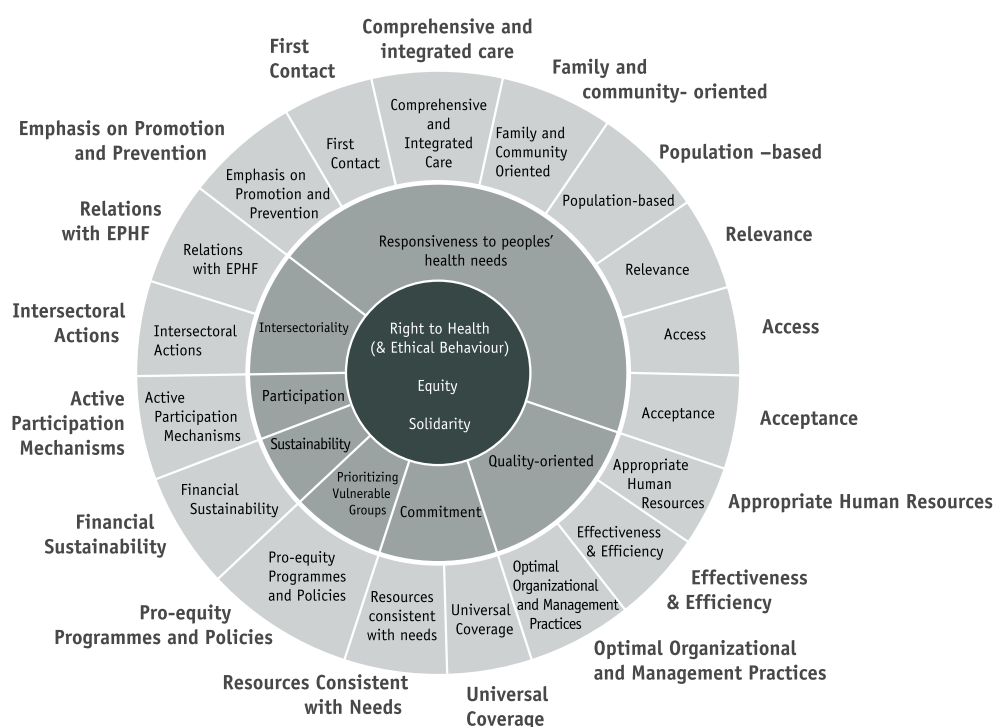 Comprehensive and
integrated care
First
Contact
Family and
community- oriented
Emphasis on Promotion
and Prevention
Population –based
Relations
with EPHF
Relevance
Intersectoral
Actions
Access
Active
Participation
Mechanisms
Acceptance
Financial
Sustainability
Appropriate Human Resources
Effectiveness
& Efficiency
Pro-equity
Programmes and Policies
Optimal Organizational
and Management Practices
Resources Consistent
with Needs
Universal
Coverage
Comprehensive
and
Integrated
Care
First
Contact
Family and
Community
Oriented
Emphasis on
Promotion and
Prevention
Population-based
Relations
with EPHF
Relevance
Intersectoral
Actions
Access
Active
Participation
Mechanisms
Acceptance
Financial
Sustainability
Appropriate
Human
Resources
Effectiveness
& Efficiency
Pro-equity
Programmes
and Policies
Optimal
Organizational
and Management
Practices
Resources
consistent
with needs
Universal
Coverage
Responsiveness to peoples’
health needs
Intersectoriality
Participation
Sustainability
Prioritizing
Vulnerable
Groups
Commitment
Quality-oriented
Right to Health
(& Ethical Behaviour)
Equity
Solidarity